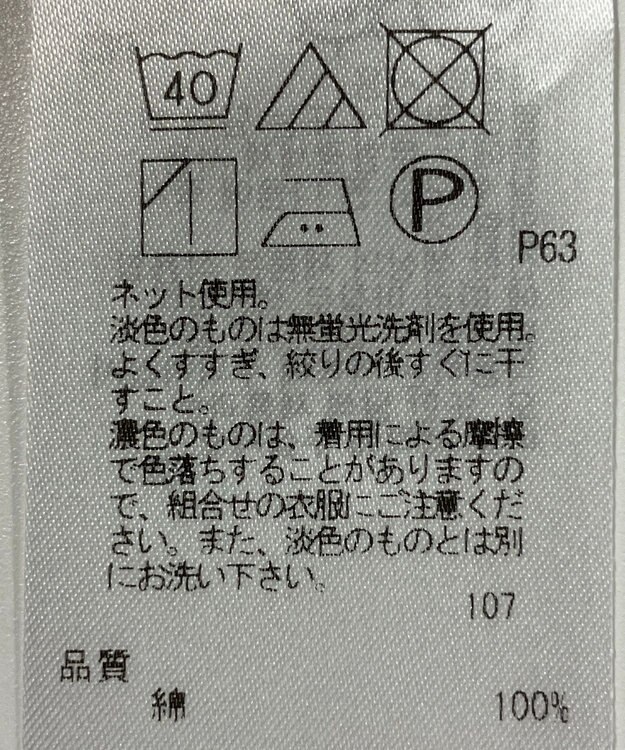 40
P
P63
ネット使用。
淡色のものは無蛍光洗剤を使用。
よくすすぎ、絞りの後すぐに干
すこと。
濃色のものは、着用による摩擦
で色落ちすることがありますの
で、組合せの衣服にご注意くだ
さい。また、淡色のものとは別
にお洗い下さい。
107
品質
綿 100%